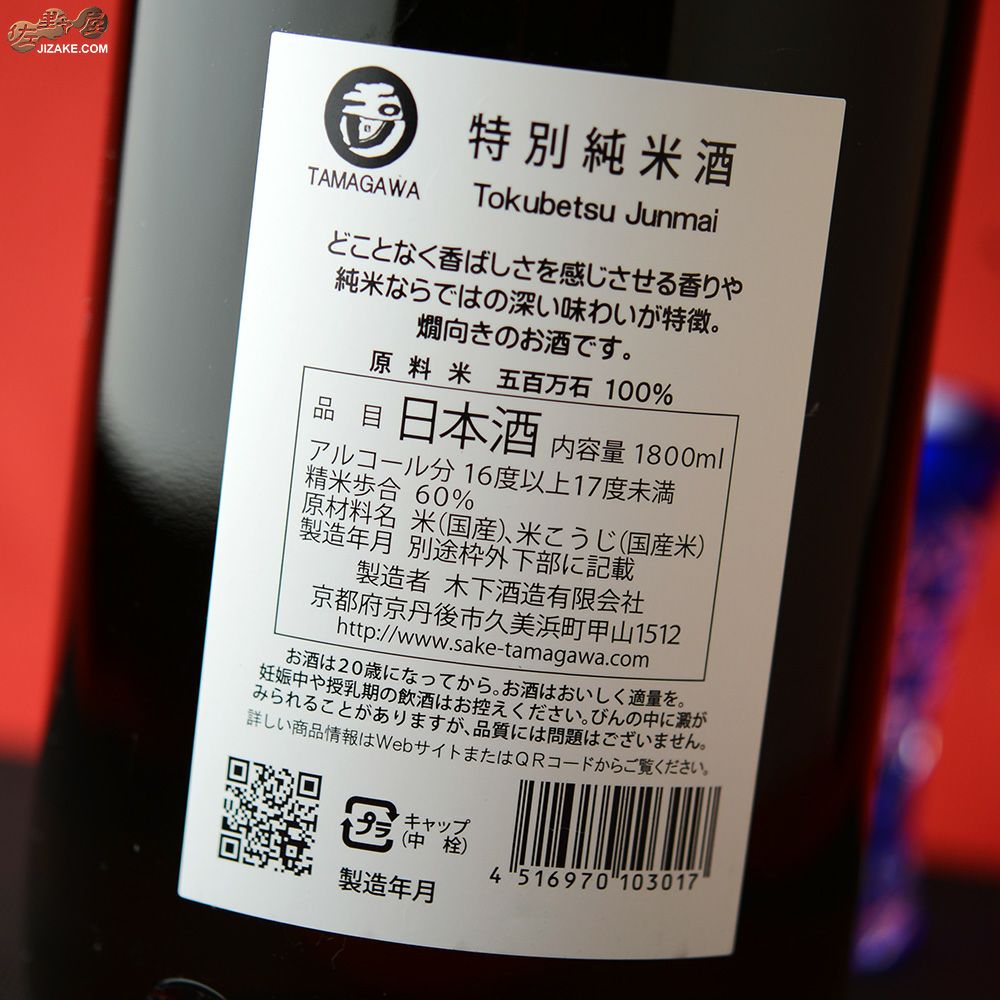 佐野屋
JIZAKE.COM
玉川
TAMAGAWA
特別純米酒
Tokubetsu Junmai
どことなく香ばしさを感じさせる香りや
純米ならではの深い味わいが特徴。
燗向きのお酒です。
原料米 五百万石 100%
品目 日本酒 内容量 1800ml
アルコール分 16度以上17度未満
精米歩合 60%
原材料名 米(国産)、米こうじ(国産米)
製造年月 別途枠外下部に記載
製造者 木下酒造有限会社
京都府京丹後市久美浜町甲山1512
http://www.sake-tamagawa.com
お酒は20歳になってから。お酒はおいしく適量を。
妊娠中や授乳期の飲酒はお控えください。びんの中に澱が
みられることがありますが、品質には問題はございません。
詳しい商品情報はWebサイトまたはQRコードからご覧ください。
プラ
キャップ
(中 栓)
製造年月
4 516970 103017